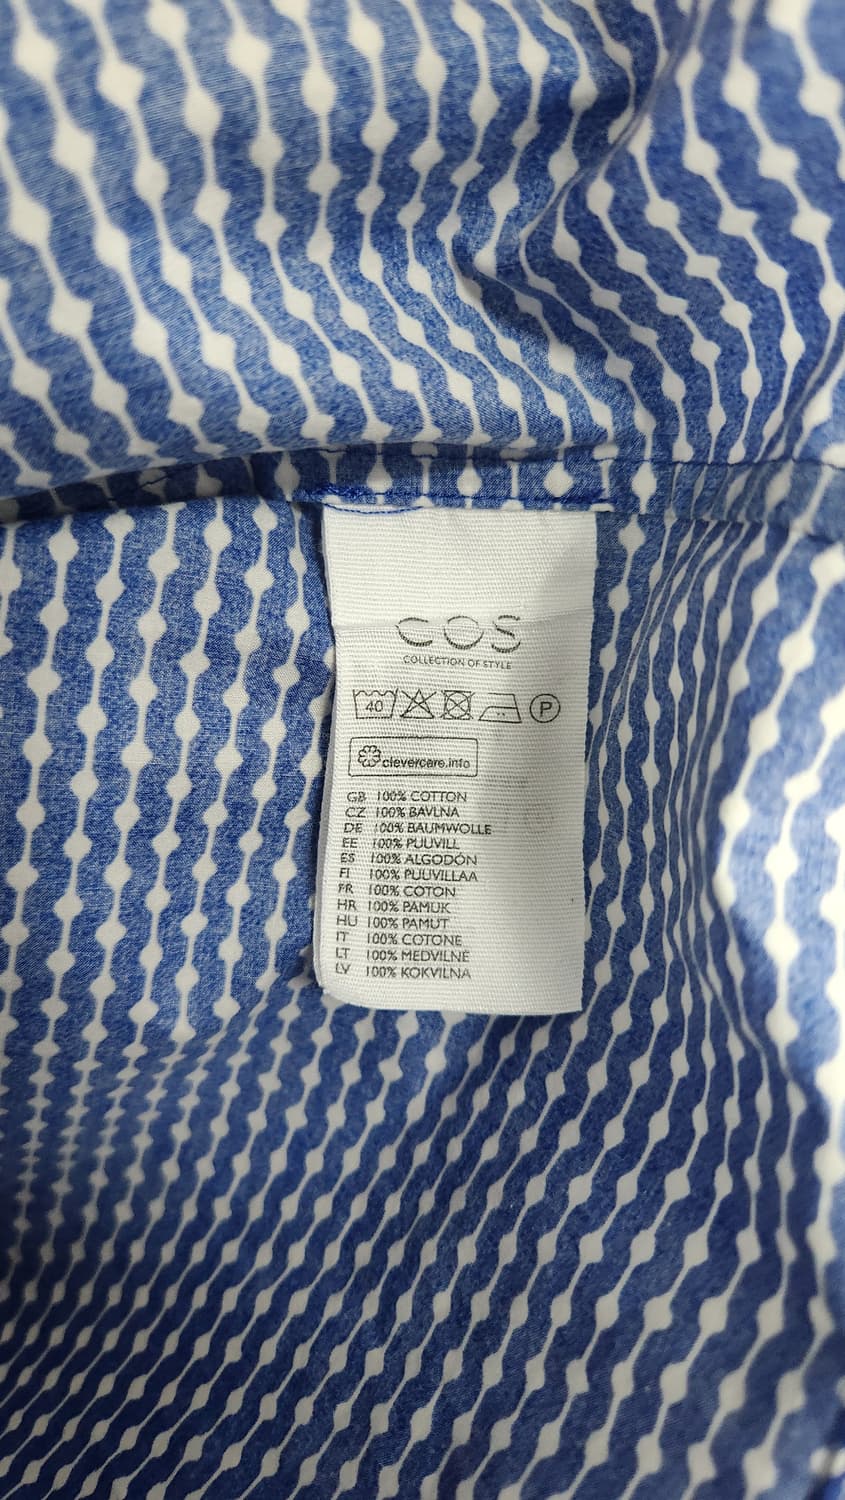 COS
COLLECTION OF STYLE
40 P
clevercare.info
GB 100% COTTON
CZ 100% BAVLNA
DE 100% BAUMWOLLE
EE 100% PUUVILL
ES 100% ALGODÓN
FI 100% PUUVILLAA
FR 100% COTON
HR 100% PAMUK
HU 100% PAMUT
IT 100% COTONE
LT 100% MEDVILNĖ
LV 100% KOKVILNA